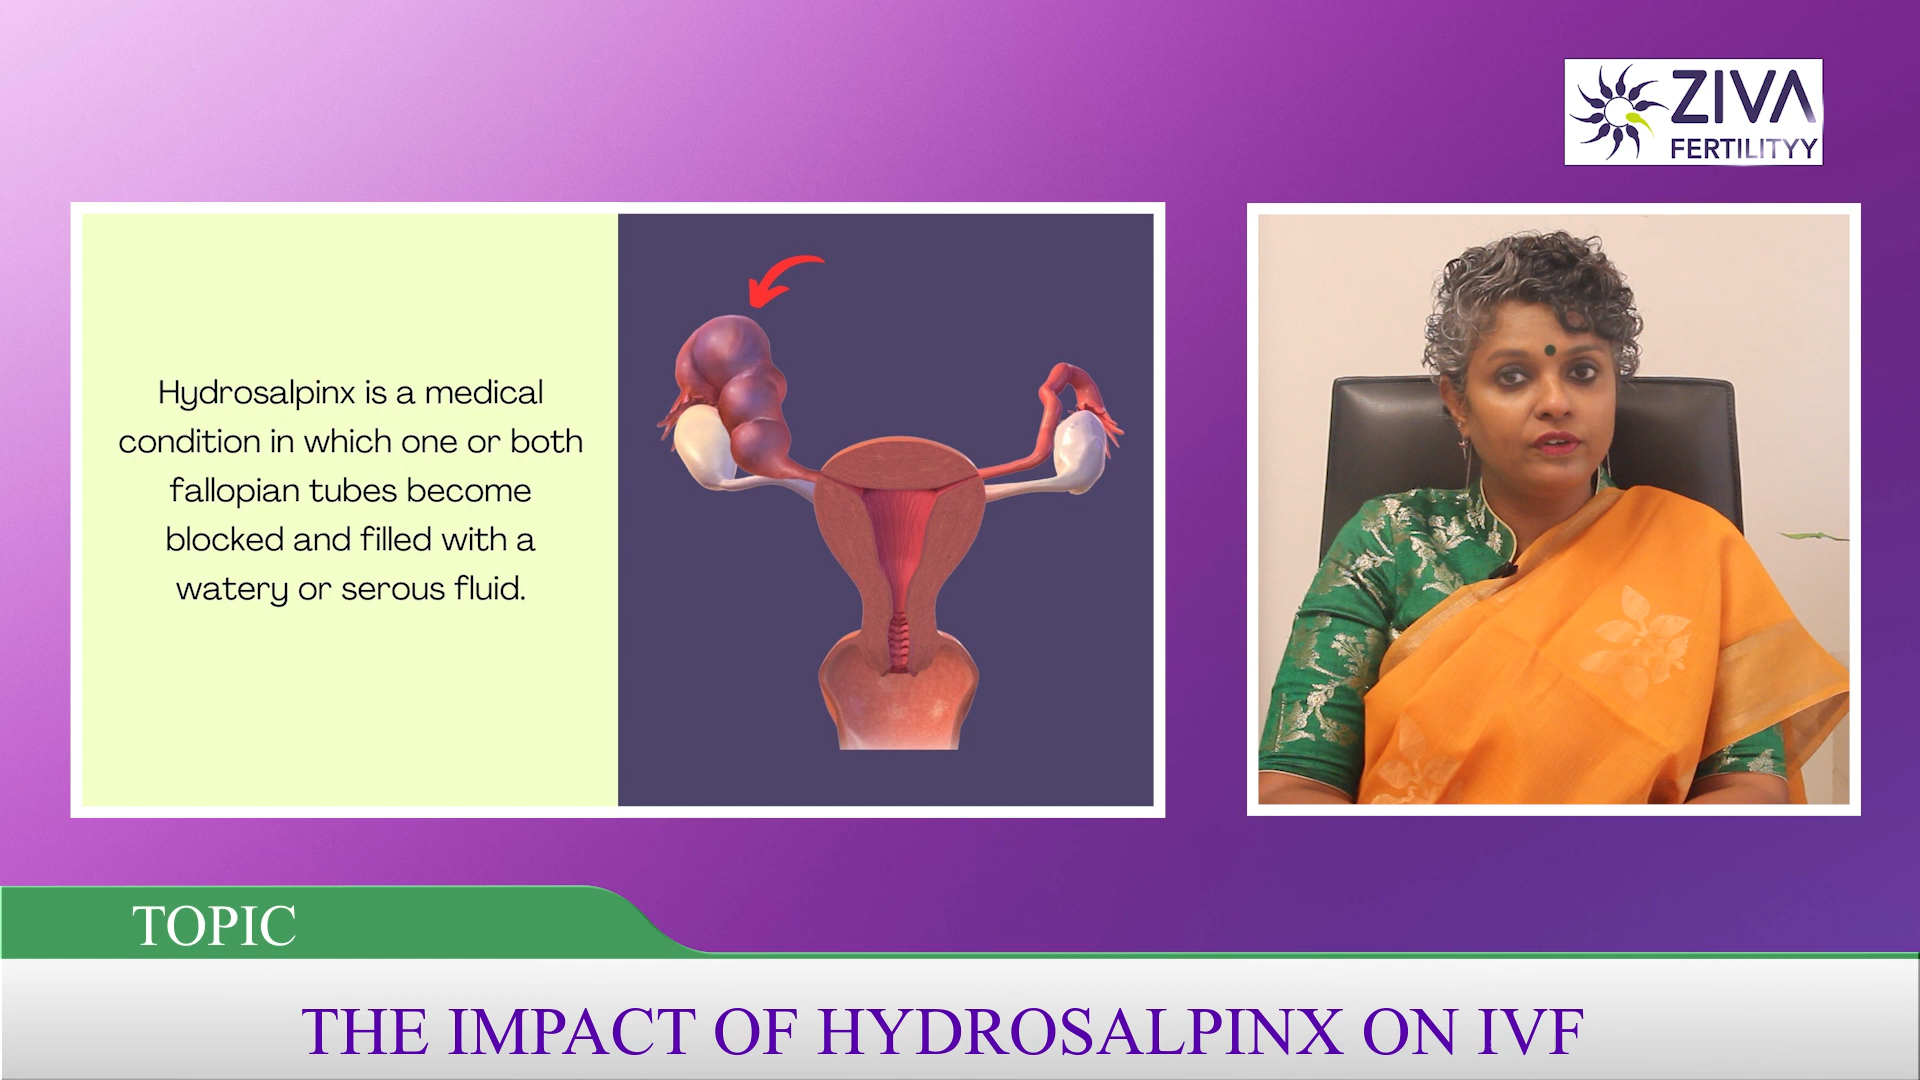 ZIVA
FERTILITYY
Hydrosalpinx is a medical
condition in which one or both
fallopian tubes become
blocked and filled with a
watery or serous fluid.
TOPIC
THE IMPACT OF HYDROSALPINX ON IVF